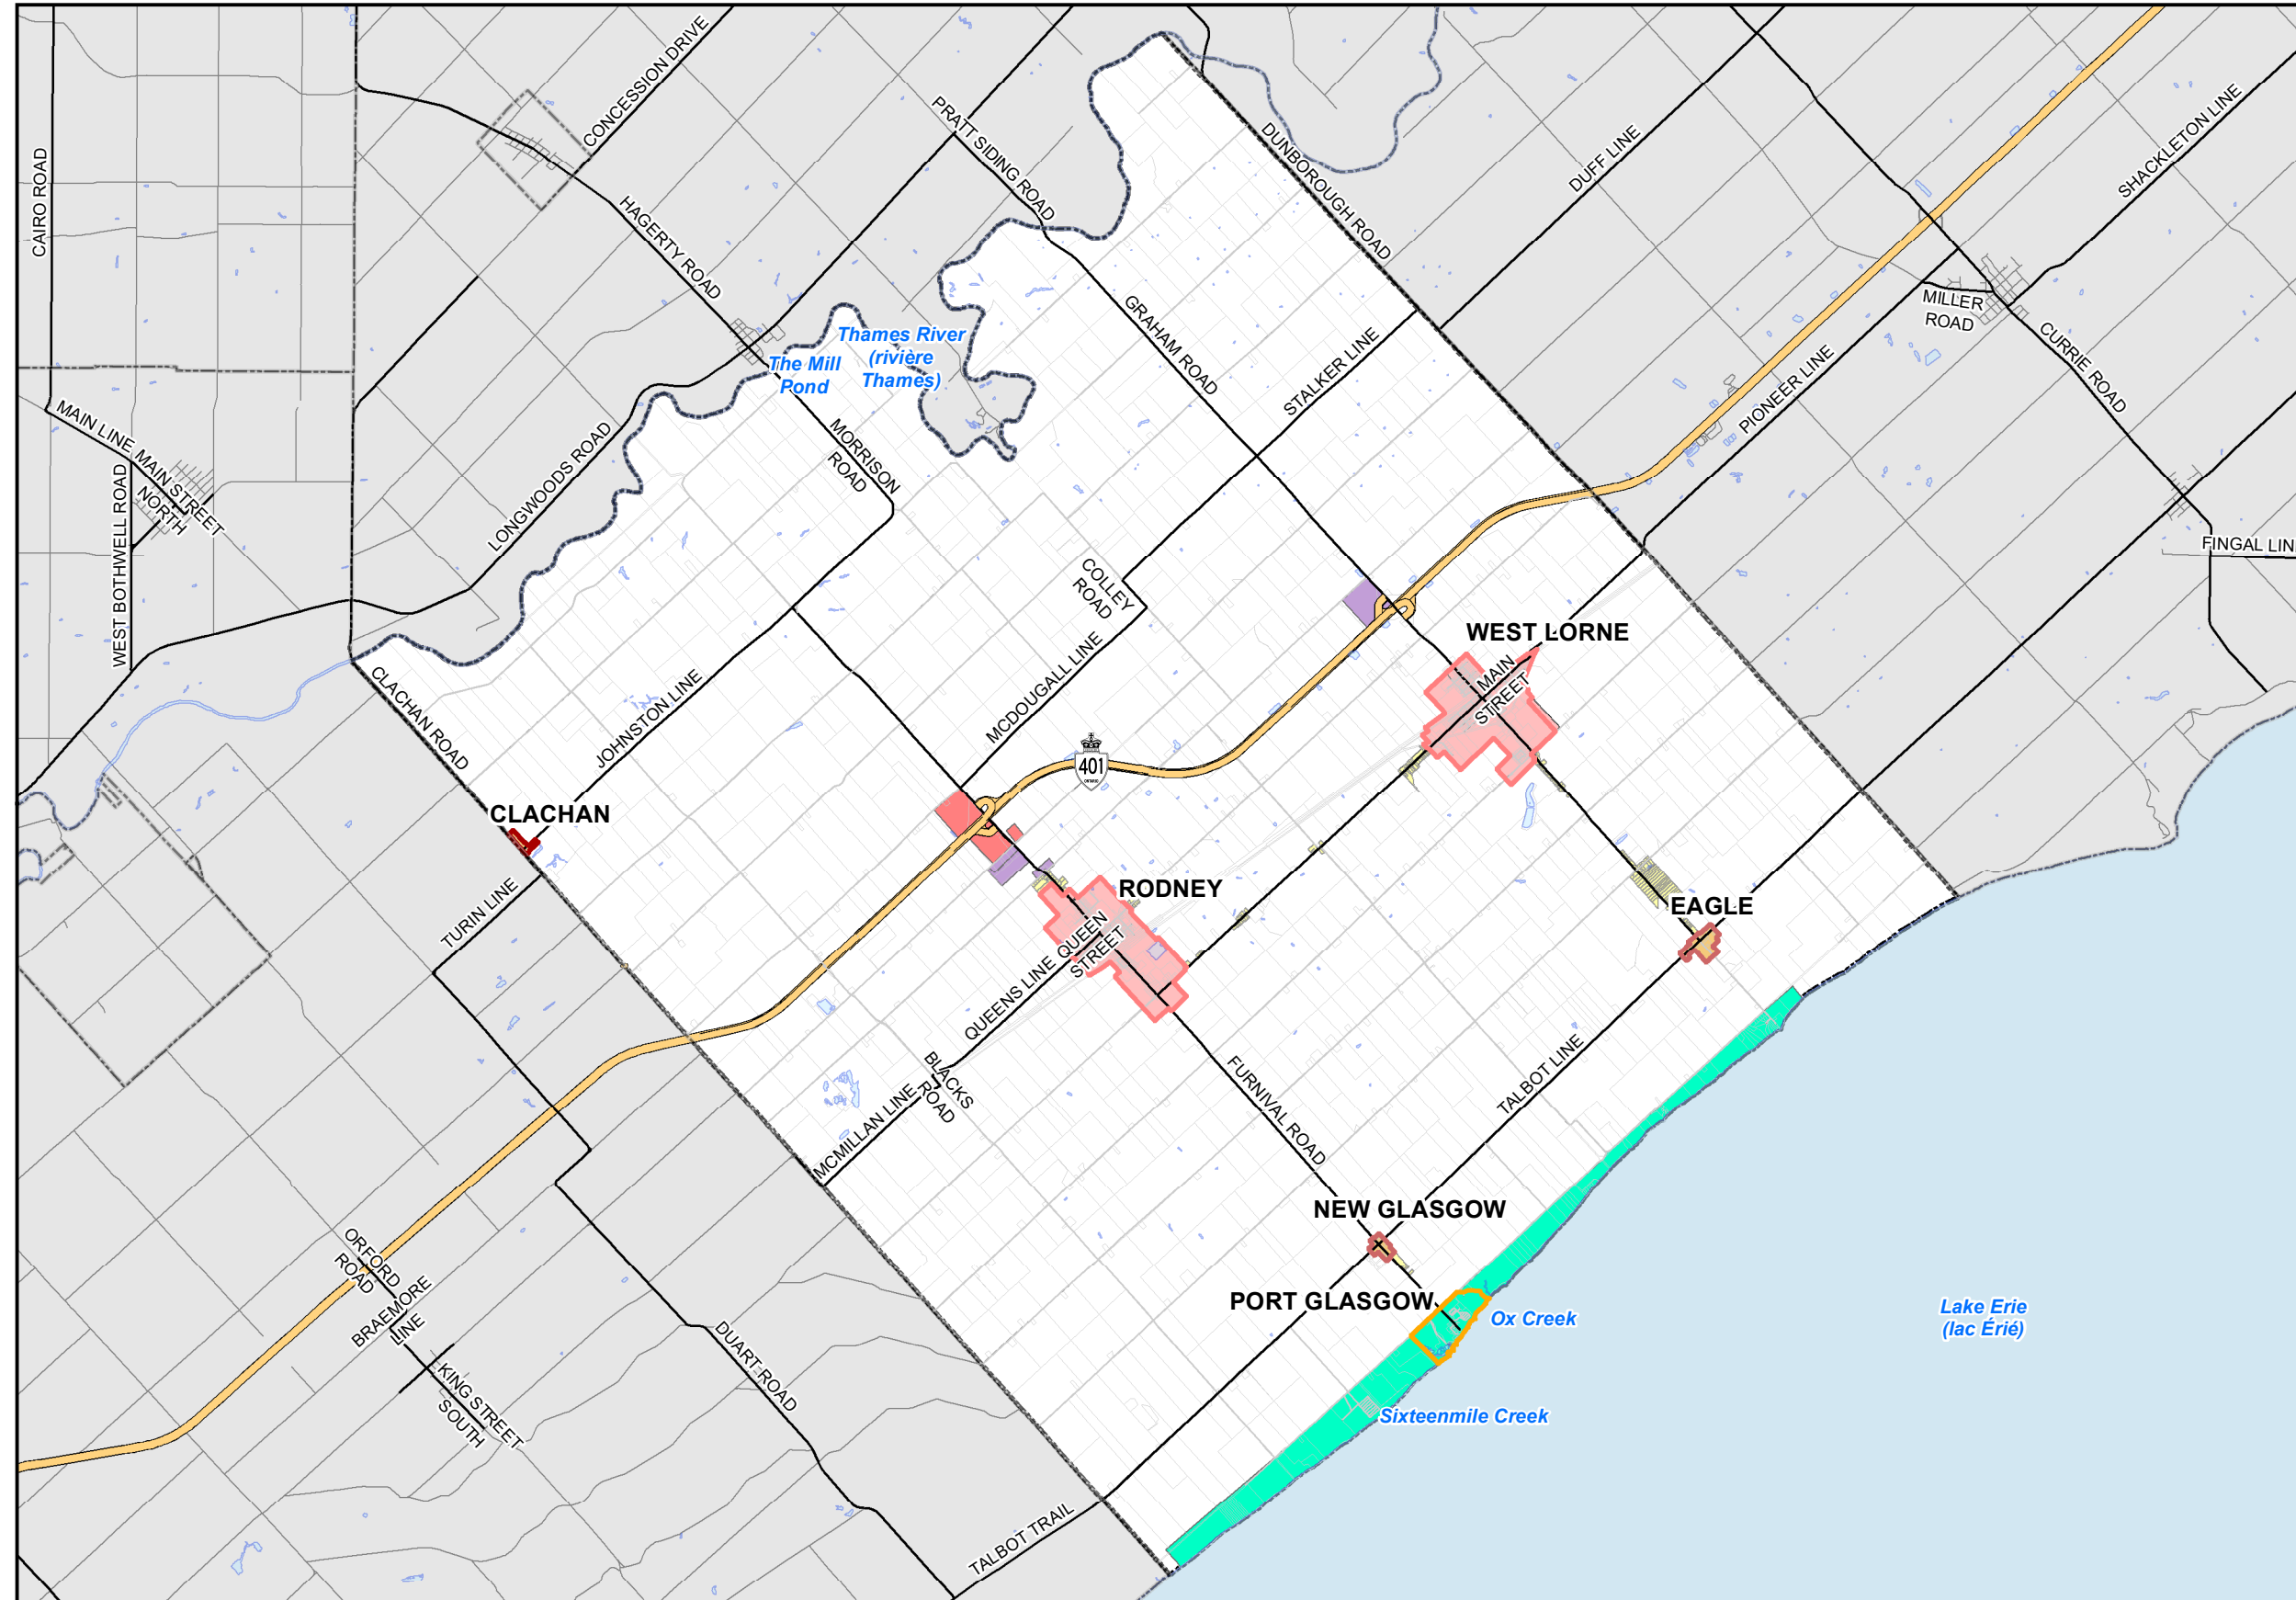 CONCESSION DRIVE
CAIRO ROAD
PRATT SIDING ROAD
DUNBOROUGH ROAD
DUFF LINE
SHACKLETON LINE
HAGERTY ROAD
MILLER
ROAD
CURRIE ROAD
Thames River
(rivière
Thames)
The Mill
Pond
GRAHAM ROAD
STALKER LINE
PIONEER LINE
MAIN LINE
MAIN STREET
NORTH
WEST BOTHWELL ROAD
LONGWOODS ROAD
MORRISON
ROAD
FINGAL LIN
COLLEY
ROAD
WEST LORNE
MAIN
STREET
CLACHAN ROAD
JOHNSTON LINE
MCDOUGALL LINE
401
ONTARIO
CLACHAN
RODNEY
EAGLE
TURIN LINE
QUEENS LINE
QUEEN
STREET
BLACKS
ROAD
MCMILLAN LINE
FURNIVAL ROAD
TALBOT LINE
NEW GLASGOW
PORT GLASGOW
Ox Creek
Lake Erie
(lac Érié)
ORFORD
ROAD
BRAEMORE
LINE
DUART ROAD
KING STREET
SOUTH
Sixteenmile Creek
TALBOT TRAIL